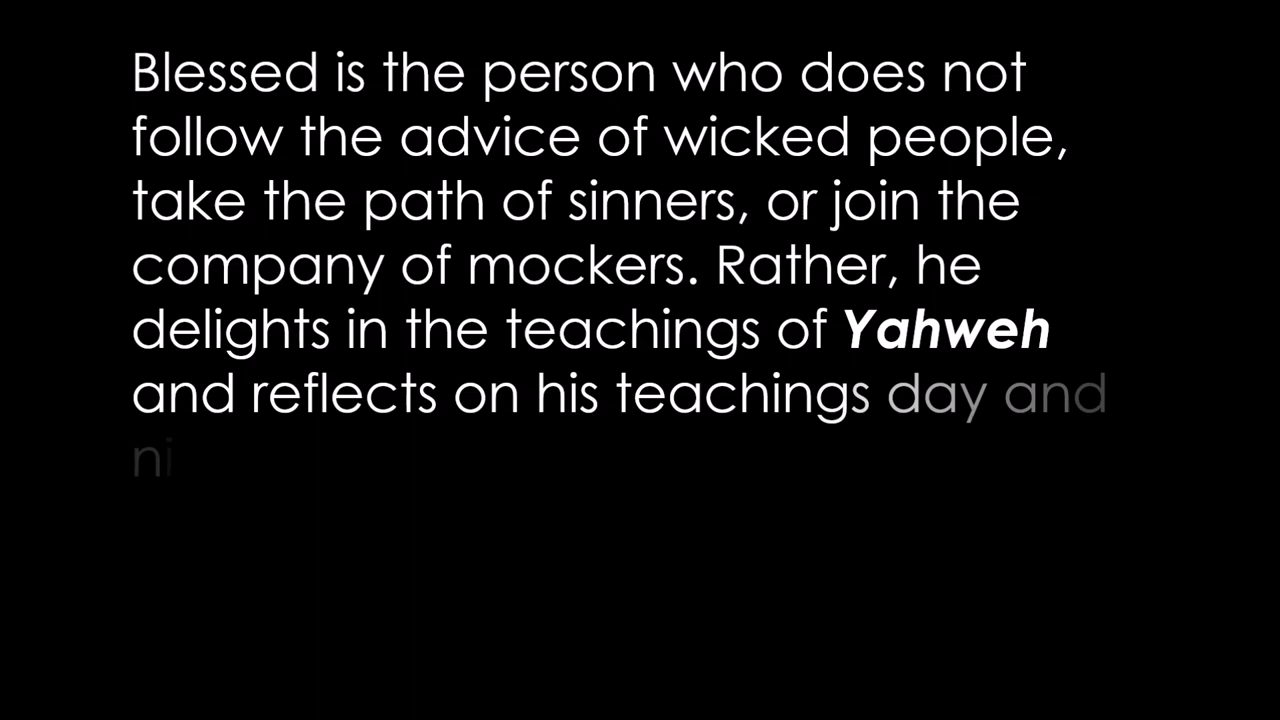 Blessed is the person who does not
follow the advice of wicked people,
take the path of sinners, or join the
company of mockers. Rather, he
delights in the teachings of Yahweh
and reflects on his teachings day and
ni